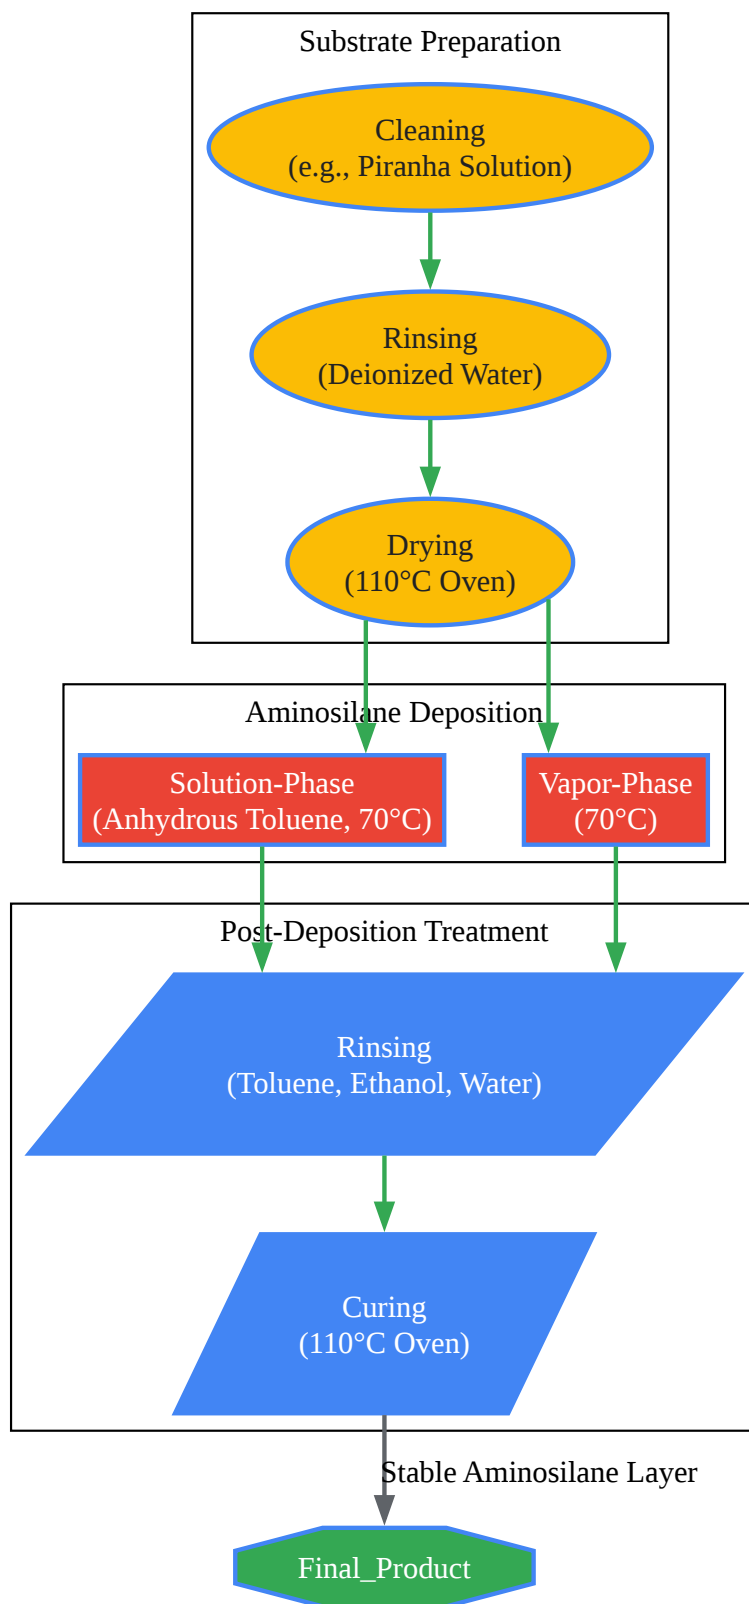 Substrate Preparation
Cleaning
(e.g., Piranha Solution)
Rinsing
(Deionized Water)
Drying
(110°C Oven)
Aminosilane Deposition
Solution-Phase
(Anhydrous Toluene, 70°C)
Vapor-Phase
(70°C)
Post-Deposition Treatment
Rinsing
(Toluene, Ethanol, Water)
Curing
(110°C Oven)
Stable Aminosilane Layer
Final_Product